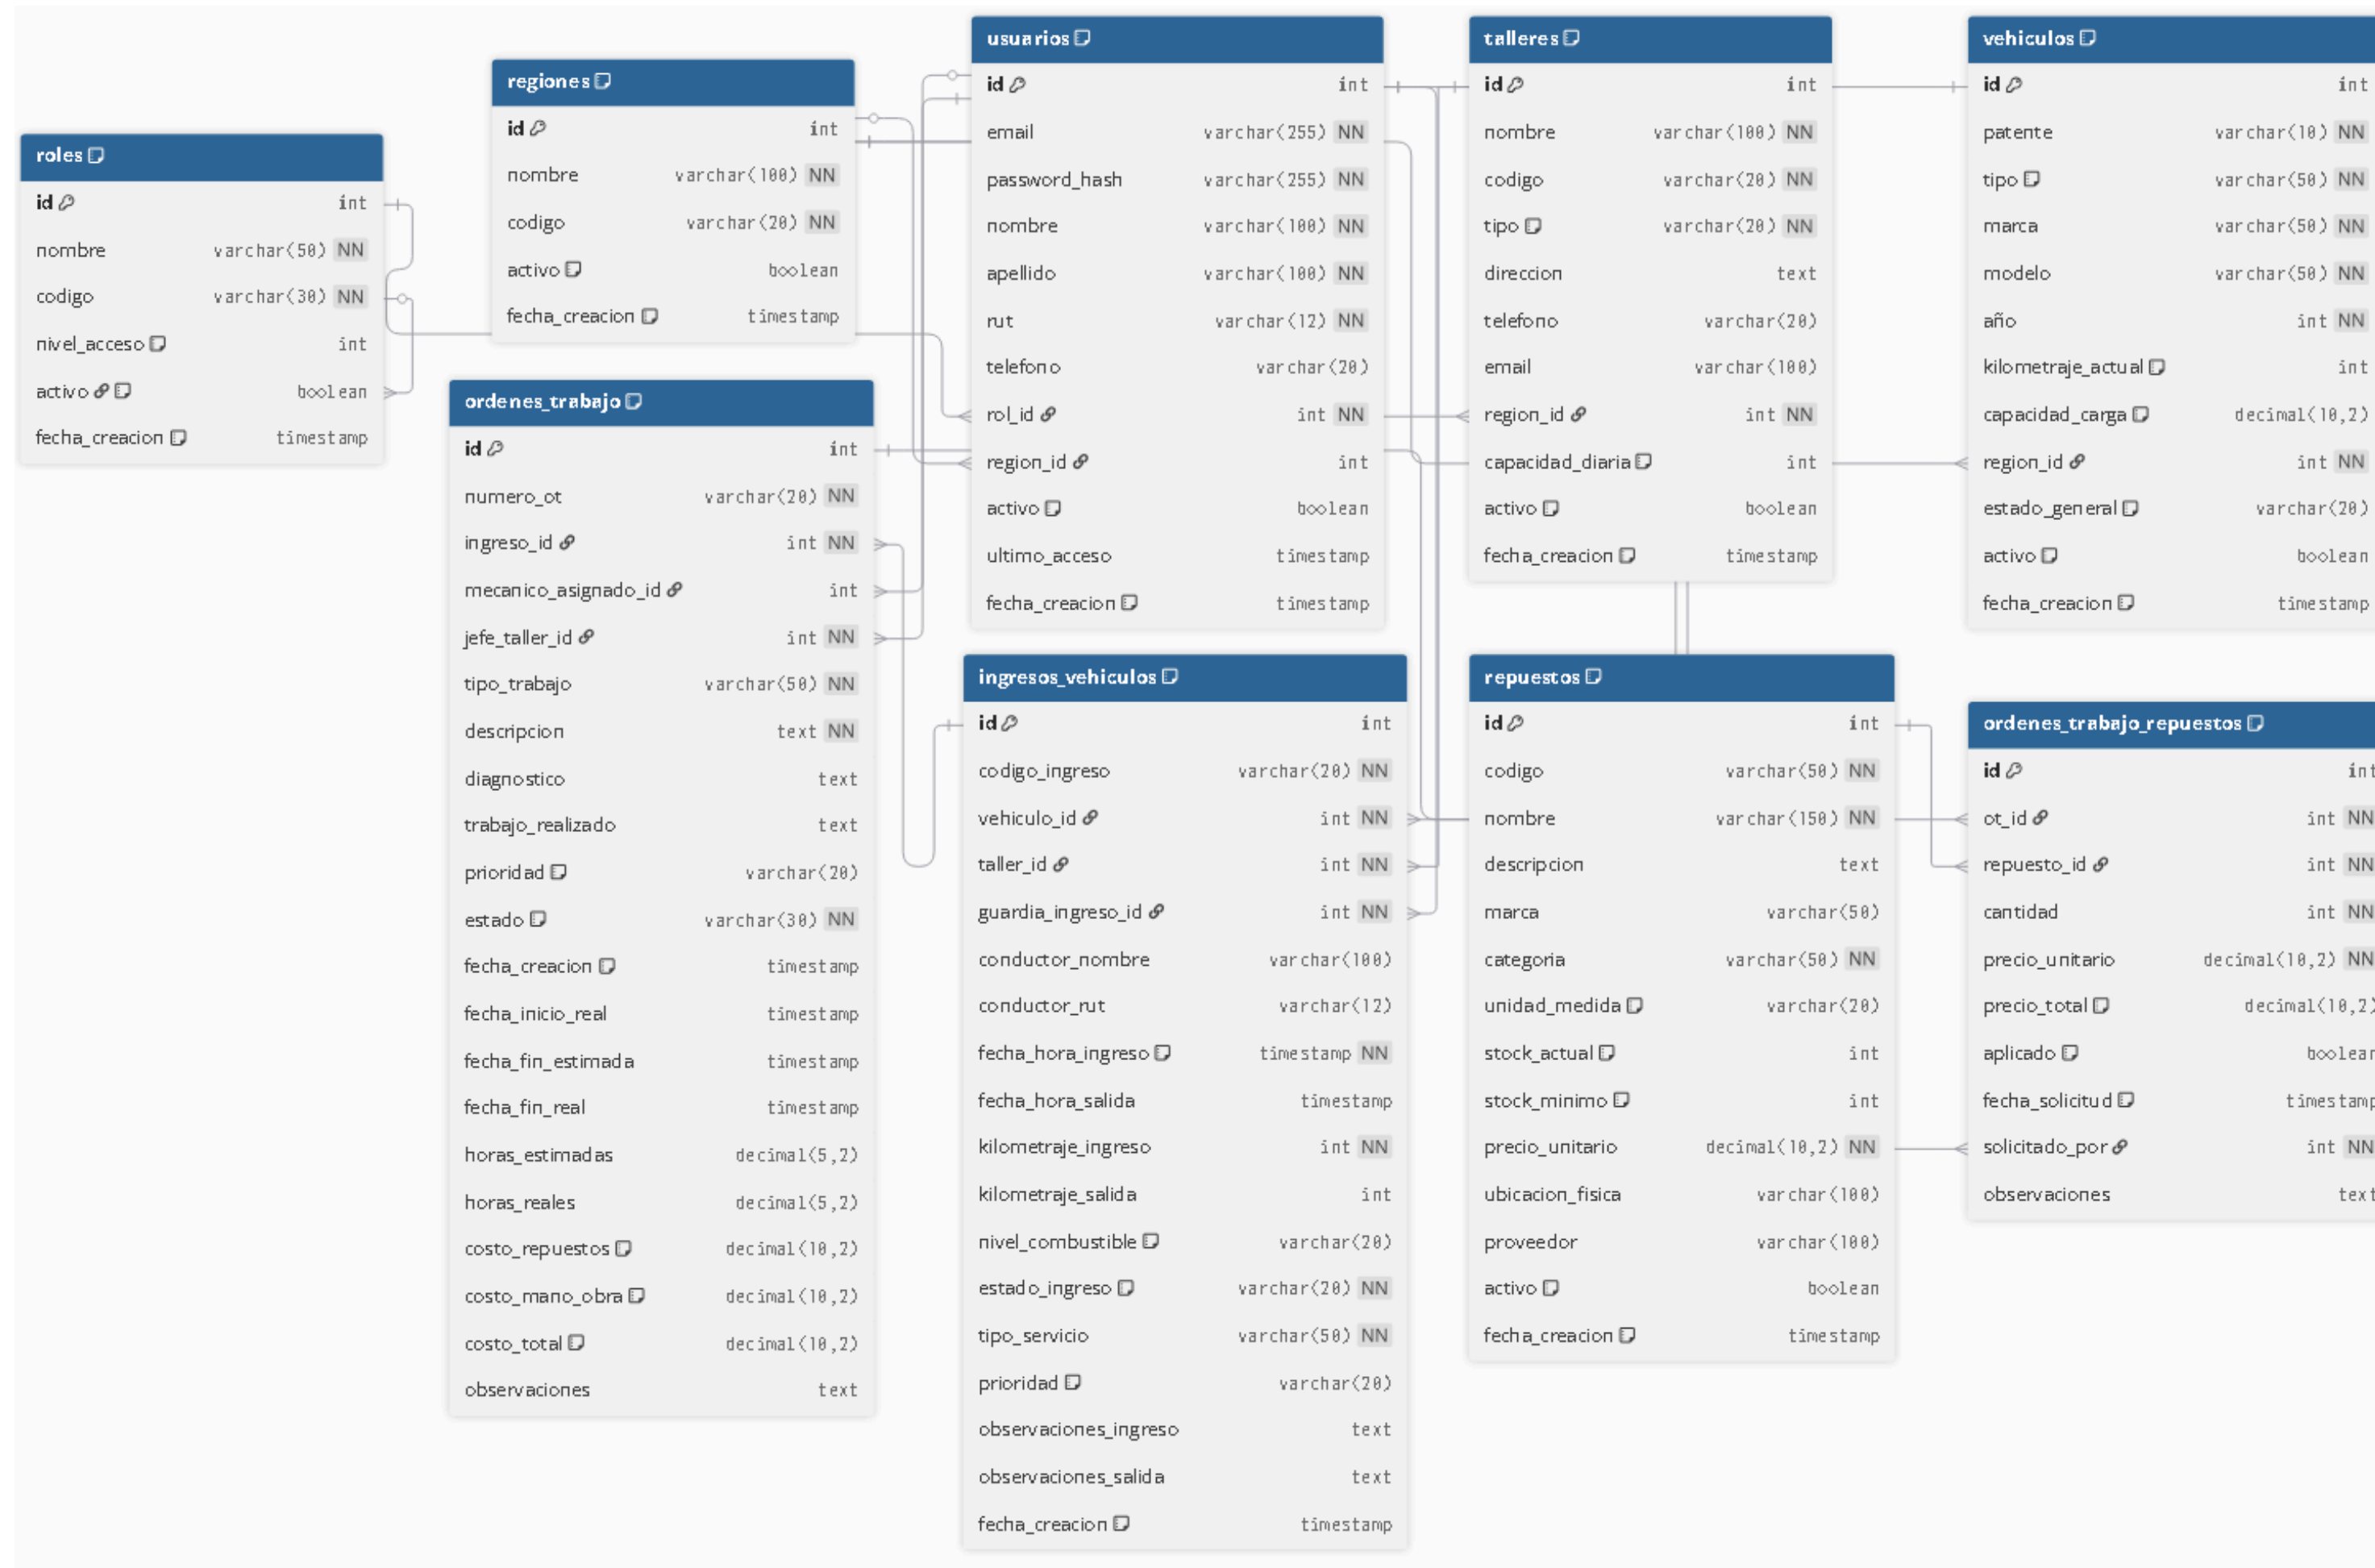 roles
id int
nombre varchar(50) NN
codigo varchar(30) NN
nivel_acceso int
activo boolean
fecha_creacion timestamp
regiones
id int
nombre varchar(100) NN
codigo varchar(20) NN
activo boolean
fecha_creacion timestamp
ordenes_trabajo
id int
numero_ot varchar(20) NN
ingreso_id int NN
mecanico_asignado_id int
jefe_taller_id int NN
tipo_trabajo varchar(50) NN
descripcion text NN
diagnostico text
trabajo_realizado text
prioridad varchar(20)
estado varchar(30) NN
fecha_creacion timestamp
fecha_inicio_real timestamp
fecha_fin_estimada timestamp
fecha_fin_real timestamp
horas_estimadas decimal(5,2)
horas_reales decimal(5,2)
costo_repuestos decimal(10,2)
costo_mano_obra decimal(10,2)
costo_total decimal(10,2)
observaciones text
usuarios
id int
email varchar(255) NN
password_hash varchar(255) NN
nombre varchar(100) NN
apellido varchar(100) NN
rut varchar(12) NN
telefono varchar(20)
rol_id int NN
region_id int
activo boolean
ultimo_acceso timestamp
fecha_creacion timestamp
ingresos_vehiculos
id int
codigo_ingreso varchar(20) NN
vehiculo_id int NN
taller_id int NN
guardia_ingreso_id int NN
conductor_nombre varchar(100)
conductor_rut varchar(12)
fecha_hora_ingreso timestamp NN
fecha_hora_salida timestamp
kilometraje_ingreso int NN
kilometraje_salida int
nivel_combustible varchar(20)
estado_ingreso varchar(20) NN
tipo_servicio varchar(50) NN
prioridad varchar(20)
observaciones_ingreso text
observaciones_salida text
fecha_creacion timestamp
talleres
id int
nombre varchar(100) NN
codigo varchar(20) NN
tipo varchar(20) NN
direccion text
telefono varchar(20)
email varchar(100)
region_id int NN
capacidad_diaria int
activo boolean
fecha_creacion timestamp
repuestos
id int
codigo varchar(50) NN
nombre varchar(150) NN
descripcion text
marca varchar(50)
categoria varchar(50) NN
unidad_medida varchar(20)
stock_actual int
stock_minimo int
precio_unitario decimal(10,2) NN
ubicacion_fisica varchar(100)
proveedor varchar(100)
activo boolean
fecha_creacion timestamp
vehiculos
id int
patente varchar(10) NN
tipo varchar(50) NN
marca varchar(50) NN
modelo varchar(50) NN
año int NN
kilometraje_actual int
capacidad_carga decimal(10,2)
region_id int NN
estado_general varchar(20)
activo boolean
fecha_creacion timestamp
ordenes_trabajo_repuestos
id int
ot_id int NN
repuesto_id int NN
cantidad int NN
precio_unitario decimal(10,2) NN
precio_total decimal(10,2)
aplicado boolean
fecha_solicitud timestamp
solicitado_por int NN
observaciones text